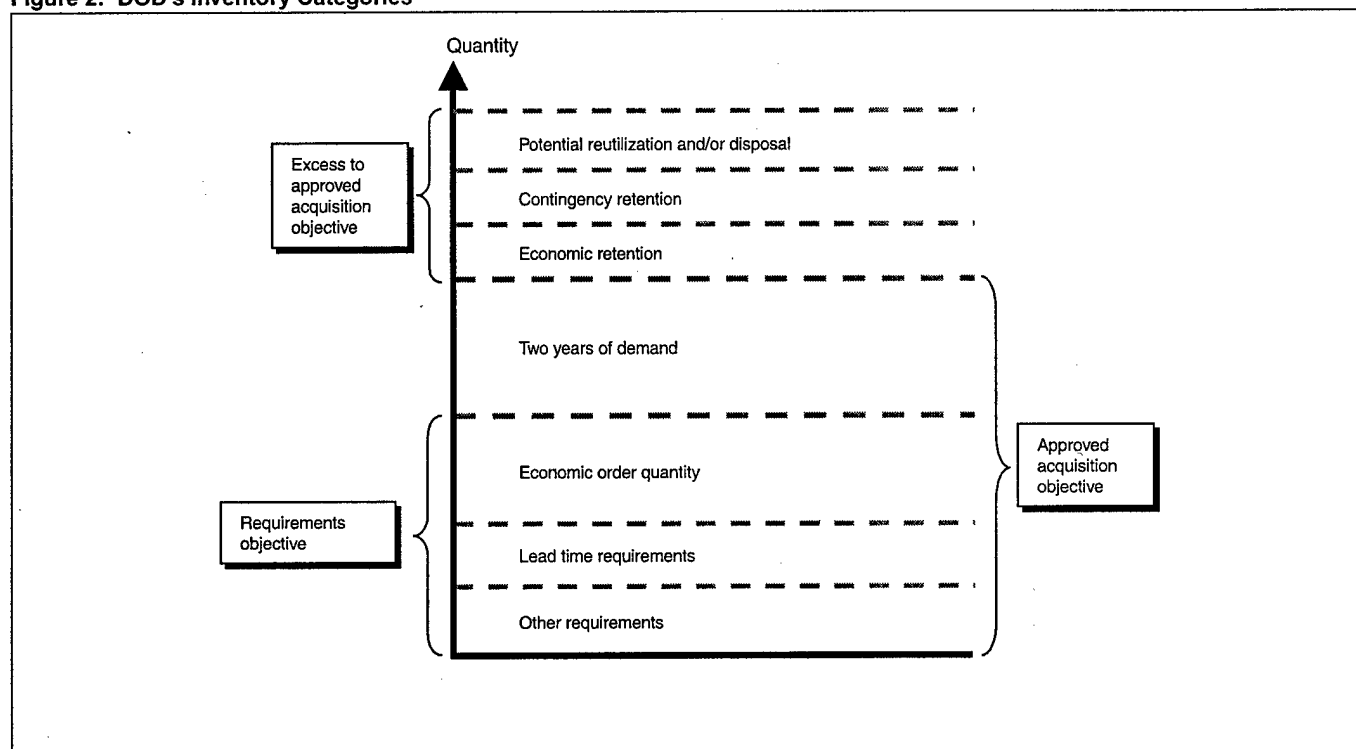 Figure 2: DOD's Inventory Categories
Quantity
Potential reutilization and/or disposal
Excess to
approved
acquisition
objective
Contingency retention
Economic retention
Two years of demand
Approved
acquisition
objective
Economic order quantity
Requirements
objective
Lead time requirements
Other requirements